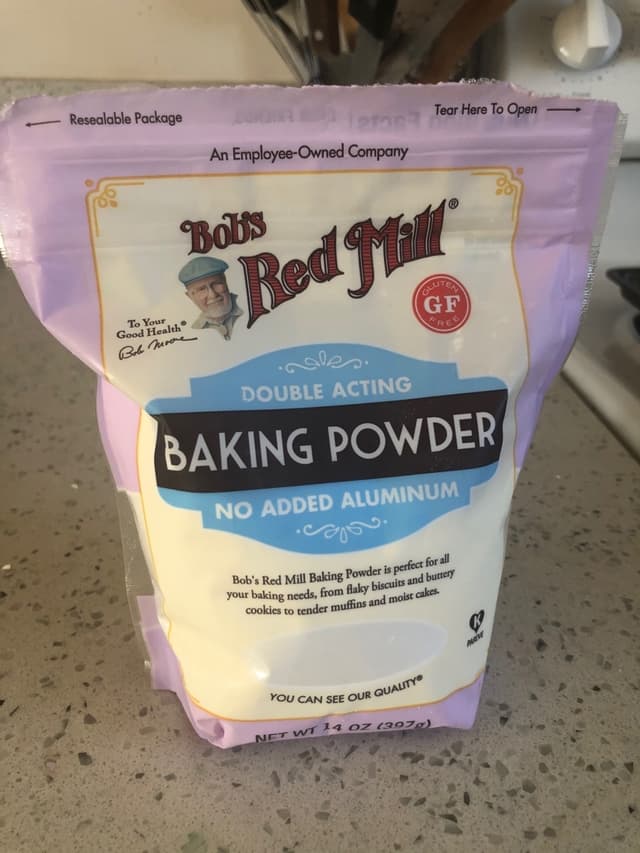 Resealable Package
Tear Here To Open
An Employee-Owned Company
Bob's
Red Mill®
To Your
Good Health®
Bob Moore
GLUTEN
GF
FREE
DOUBLE ACTING
BAKING POWDER
NO ADDED ALUMINUM
Bob's Red Mill Baking Powder is perfect for all
your baking needs, from flaky biscuits and buttery
cookies to tender muffins and moist cakes.
K
PAREVE
YOU CAN SEE OUR QUALITY®
NET WT 14 OZ (397g)